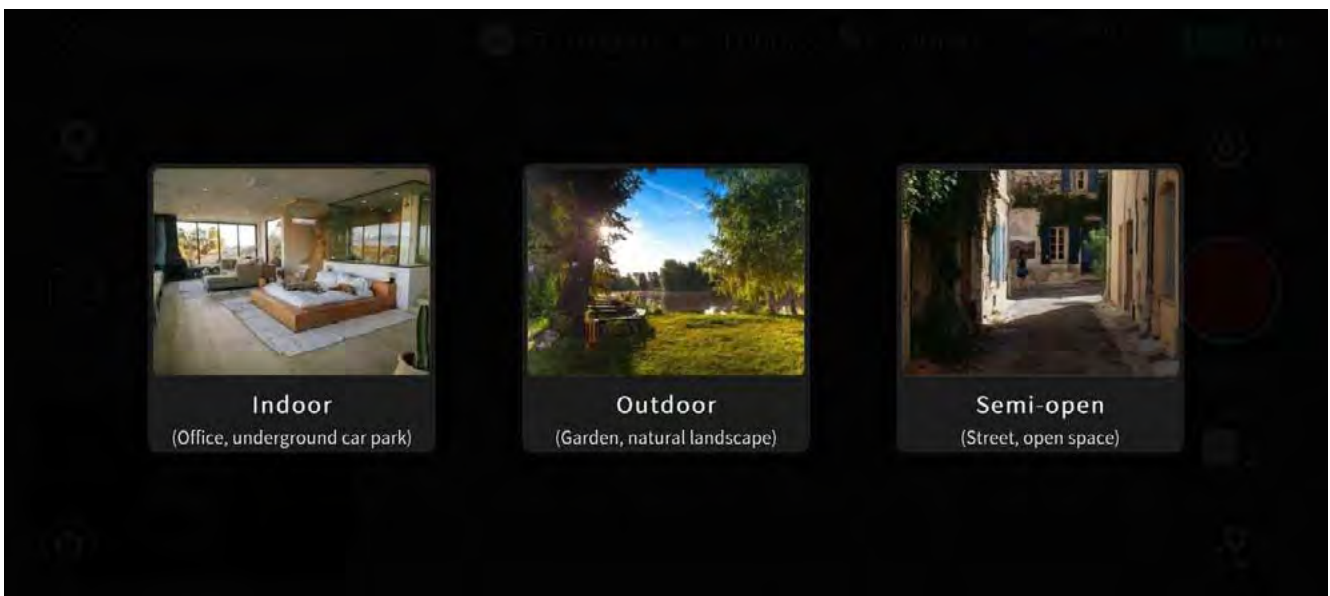 Indoor
(Office, underground car park)
Outdoor
(Garden, natural landscape)
Semi-open
(Street, open space)